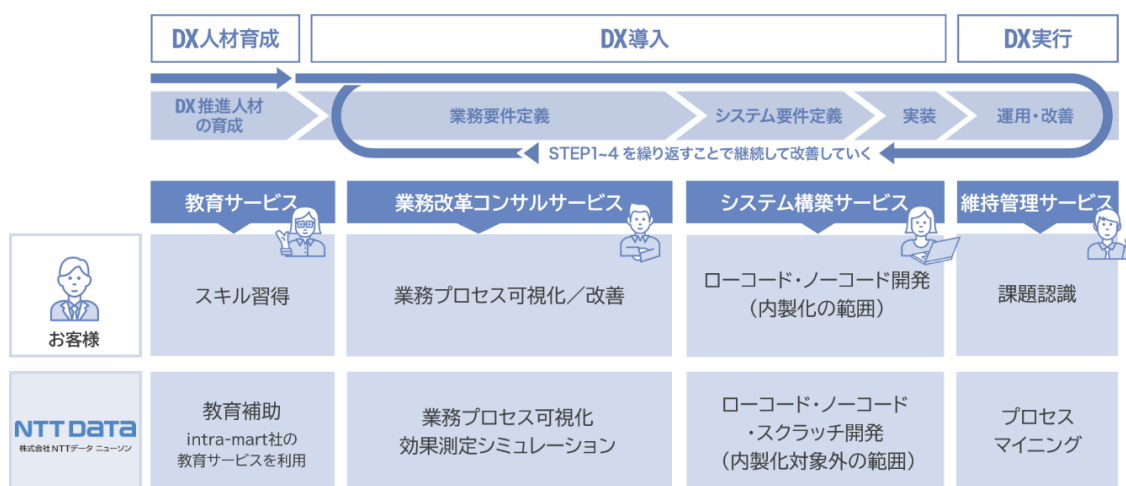 DX人材育成
DX導入
DX実行
DX推進人材
の育成
業務要件定義
システム要件定義
実装
運用・改善
STEP1~4を繰り返すことで継続して改善していく
教育サービス
業務改革コンサルサービス
システム構築サービス
維持管理サービス
お客様
スキル習得
業務プロセス可視化／改善
ローコード・ノーコード開発
（内製化の範囲）
課題認識
NTT DATA
株式会社NTTデータ ニューソン
教育補助
intra-mart社の
教育サービスを利用
業務プロセス可視化
効果測定シミュレーション
ローコード・ノーコード
・スクラッチ開発
（内製化対象外の範囲）
プロセス
マイニング